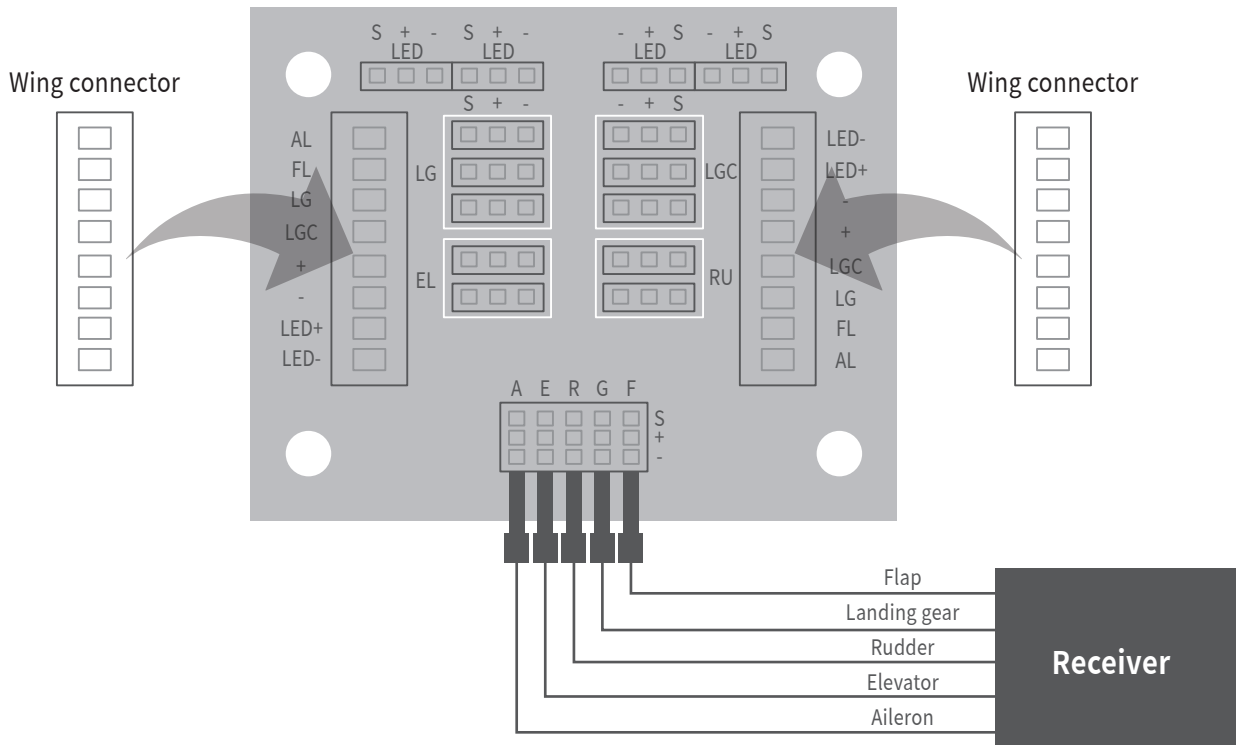 S + - S + -
LED LED
- + S - + S
LED LED
Wing connector
Wing connector
S + -
- + S
AL
FL
LG
LGC
+
-
LED+
LED-
LG
EL
LGC
RU
LED-
LED+
-
+
LGC
LG
FL
AL
A E R G F
S
+
-
Flap
Landing gear
Rudder
Elevator
Aileron
Receiver